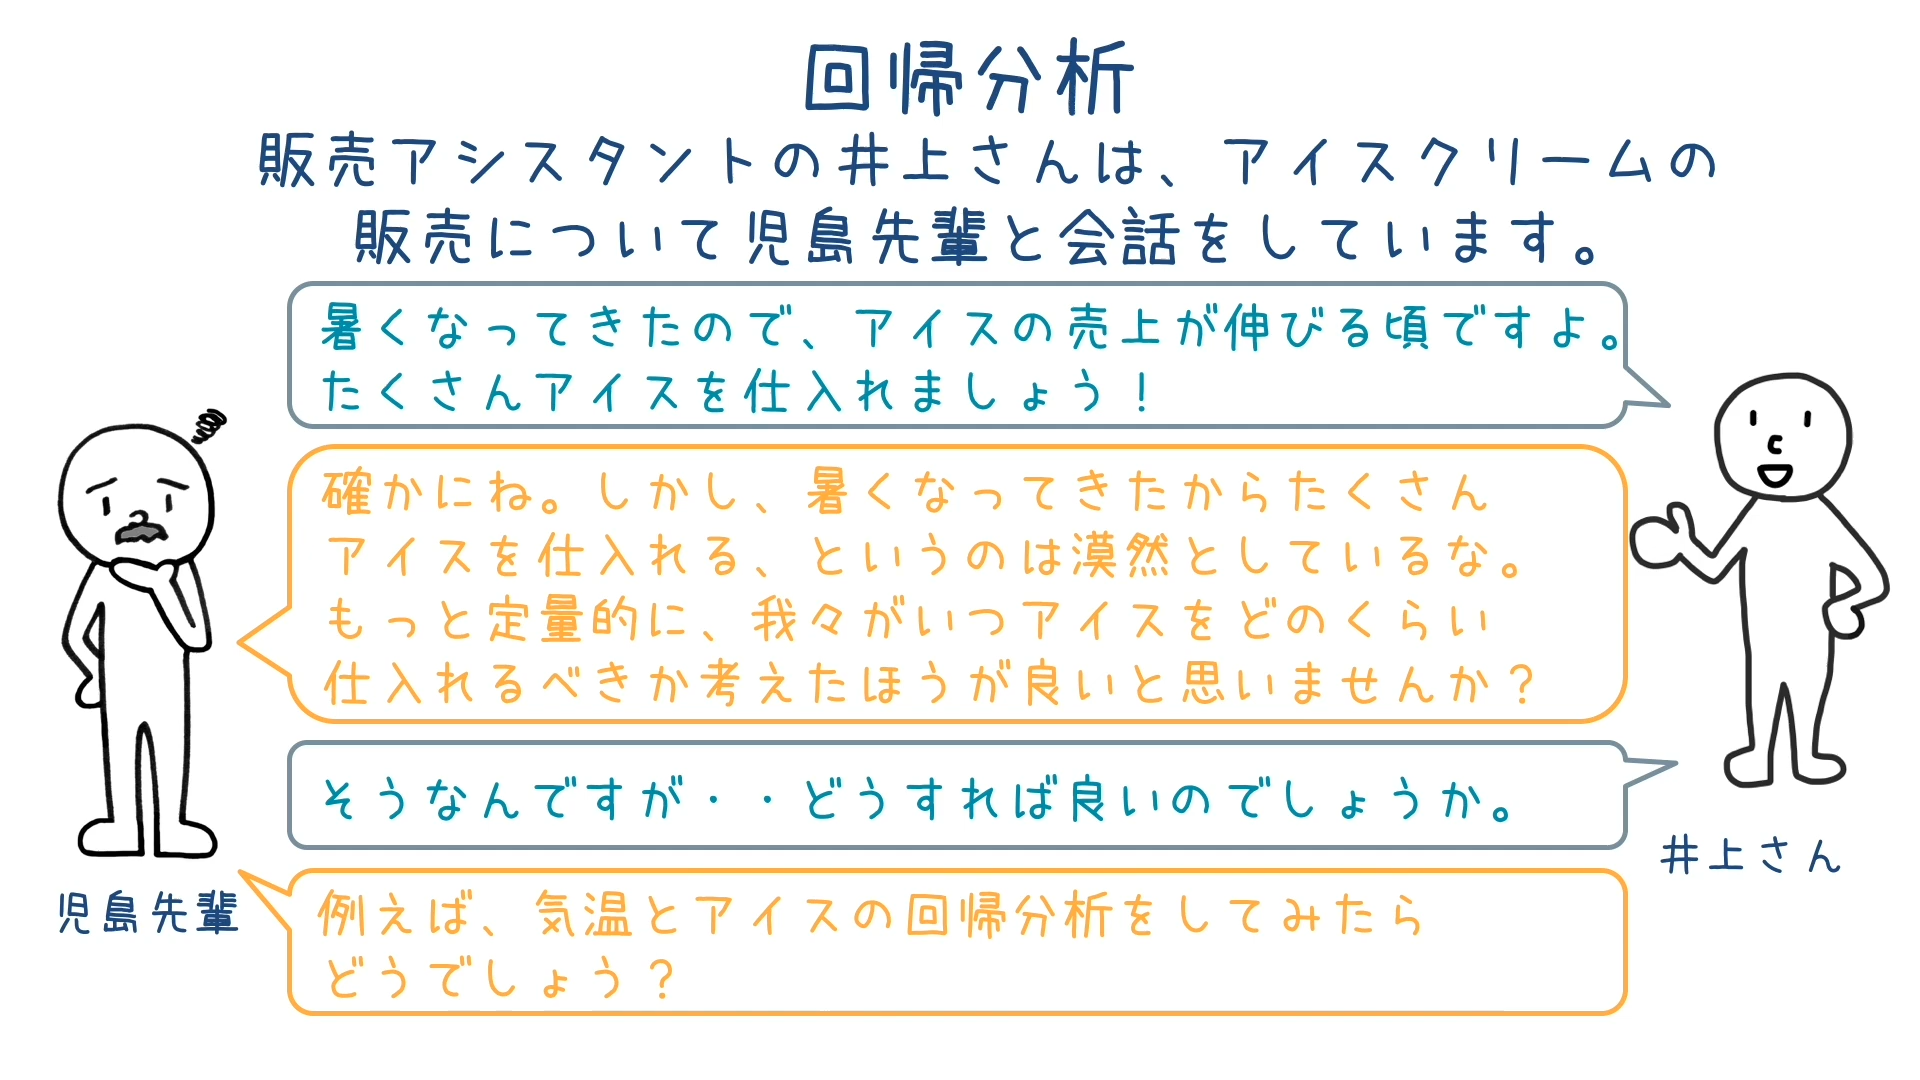 回帰分析
販売アシスタントの井上さんは、アイスクリームの
販売について児島先輩と会話をしています。
暑くなってきたので、アイスの売上が伸びる頃ですよ。
たくさんアイスを仕入れましょう!
確かにね。しかし、暑くなってきたからたくさん
アイスを仕入れる、というのは漠然としているな。
もっと定量的に、我々がいつアイスをどのくらい
仕入れるべきか考えたほうが良いと思いませんか?
そうなんですが・・どうすれば良いのでしょうか。
井上さん
児島先輩
例えば、気温とアイスの回帰分析をしてみたら
どうでしょう?